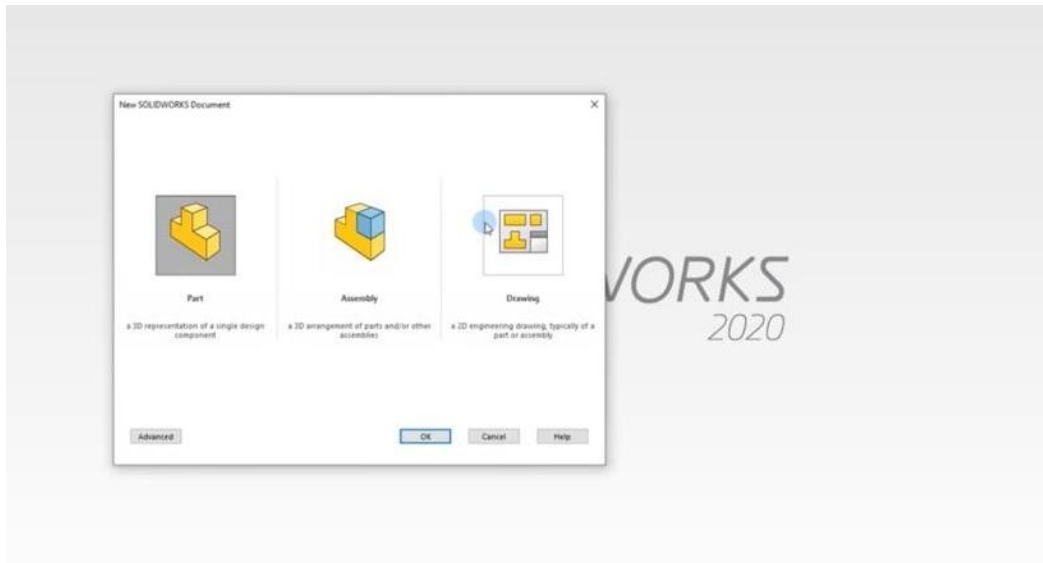 New SOLIDWORKS Document
Part
a 3D representation of a single design
component
Assembly
a 3D arrangement of parts and/or other
assemblies
Drawing
a 2D engineering drawing, typically of a
part or assembly
WORKS
2020
Advanced
OK
Cancel
Help